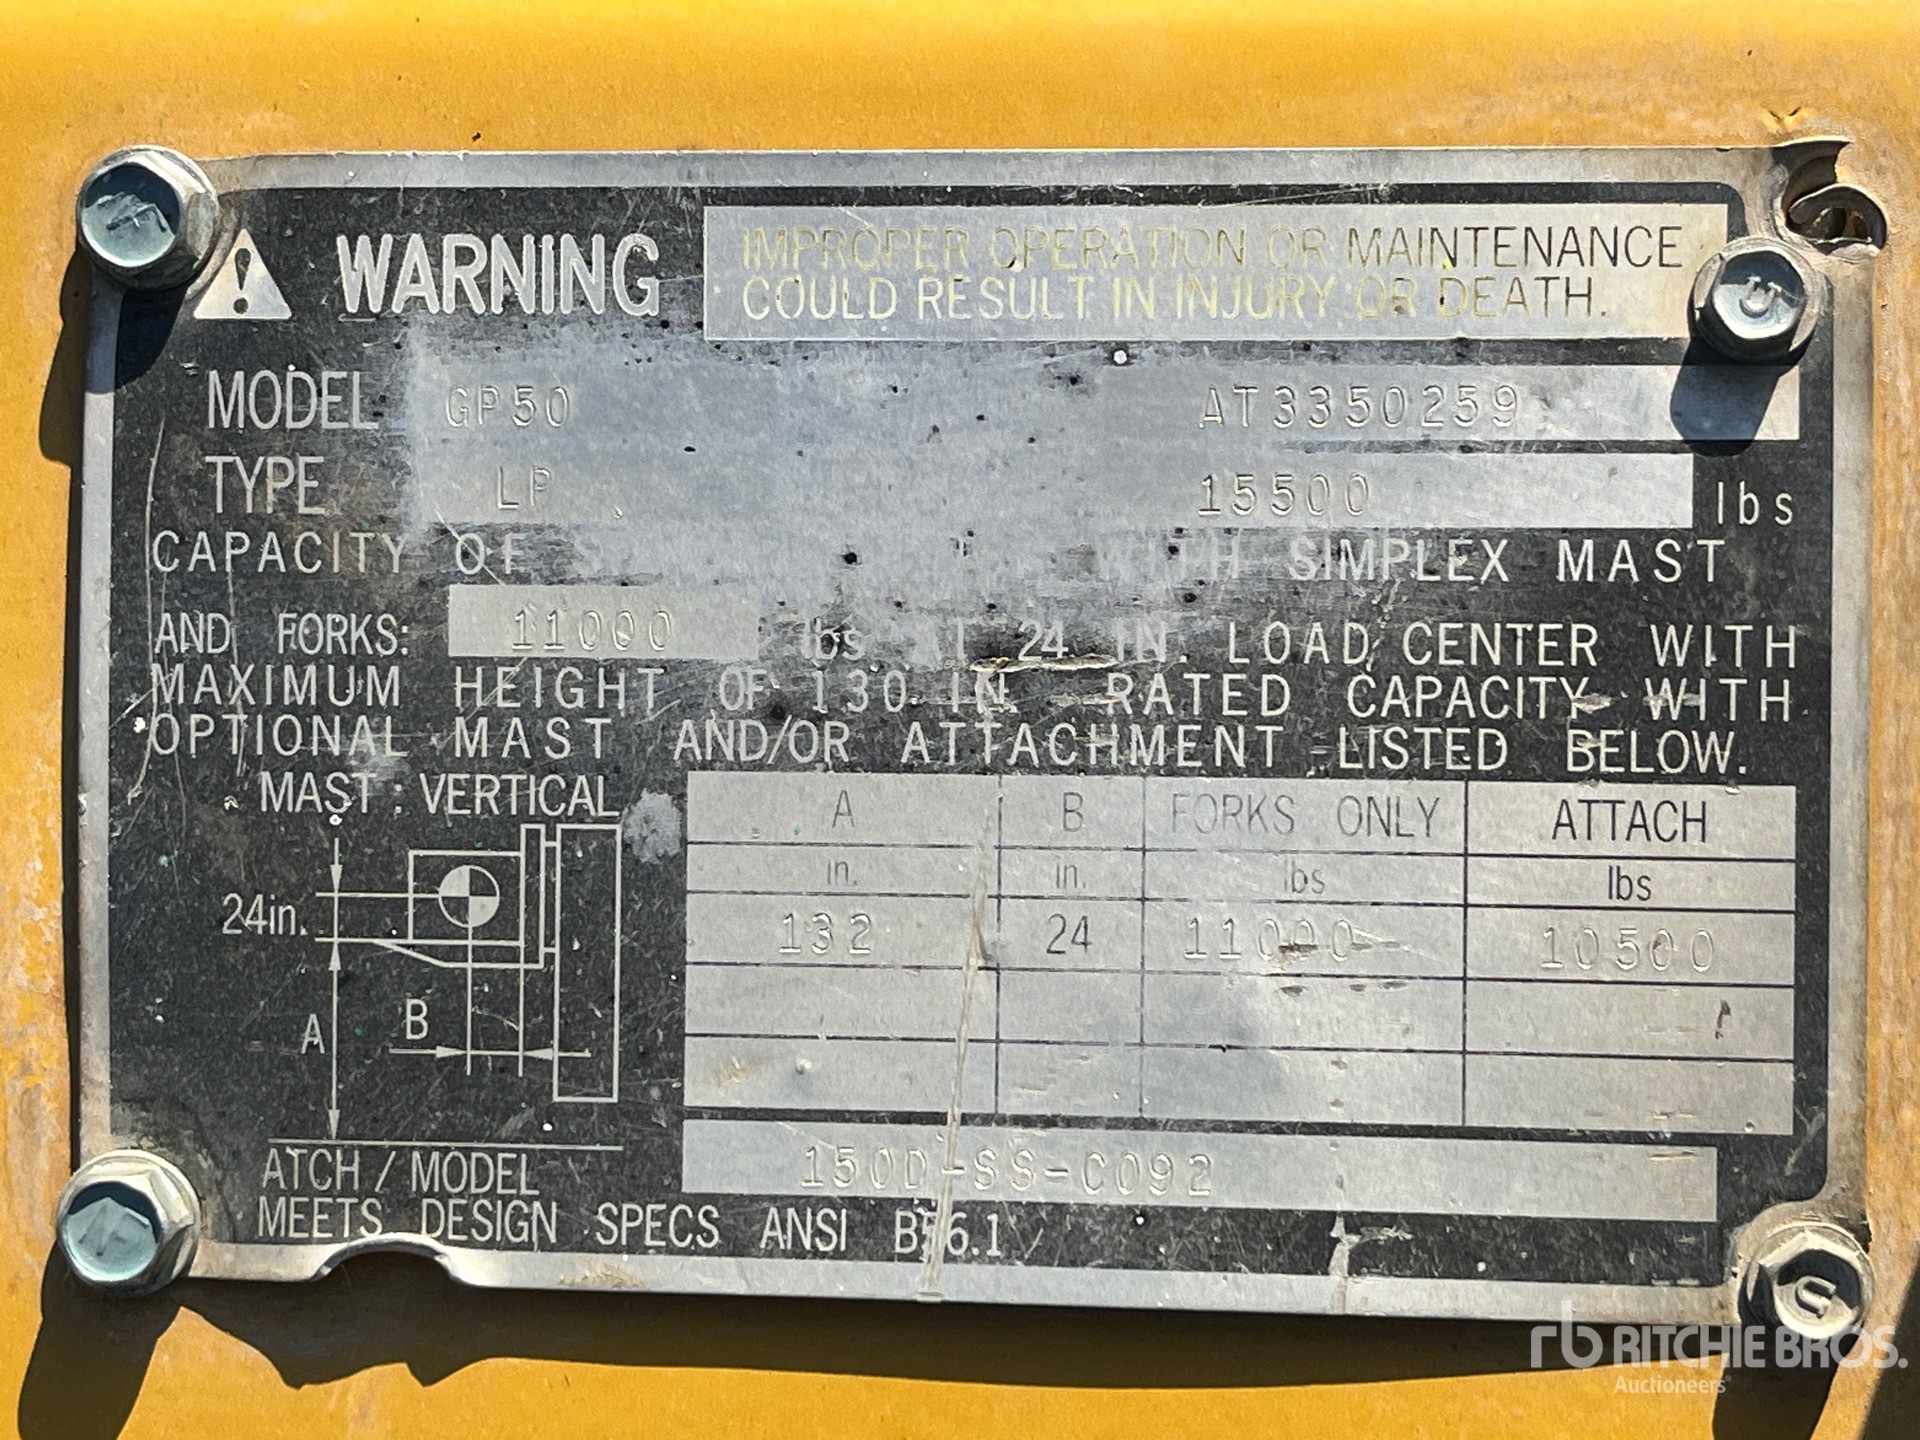 WARNING
IMPROPER OPERATION OR MAINTENANCE
COULD RESULT IN INJURY OR DEATH.
MODEL GP50 AT3350259
TYPE LP 15500 lbs
CAPACITY OF WITH SIMPLEX MAST
AND FORKS: 11000 lbs AT 24 IN. LOAD CENTER WITH
MAXIMUM HEIGHT OF 130 IN. RATED CAPACITY WITH
OPTIONAL MAST AND/OR ATTACHMENT LISTED BELOW.
MAST : VERTICAL
24in.
A
B
A B FORKS ONLY ATTACH
in. in. lbs lbs
132 24 11000 10500
ATCH / MODEL 150D-SS-C092
MEETS DESIGN SPECS ANSI B56.1
rb RITCHIE BROS.
Auctioneers